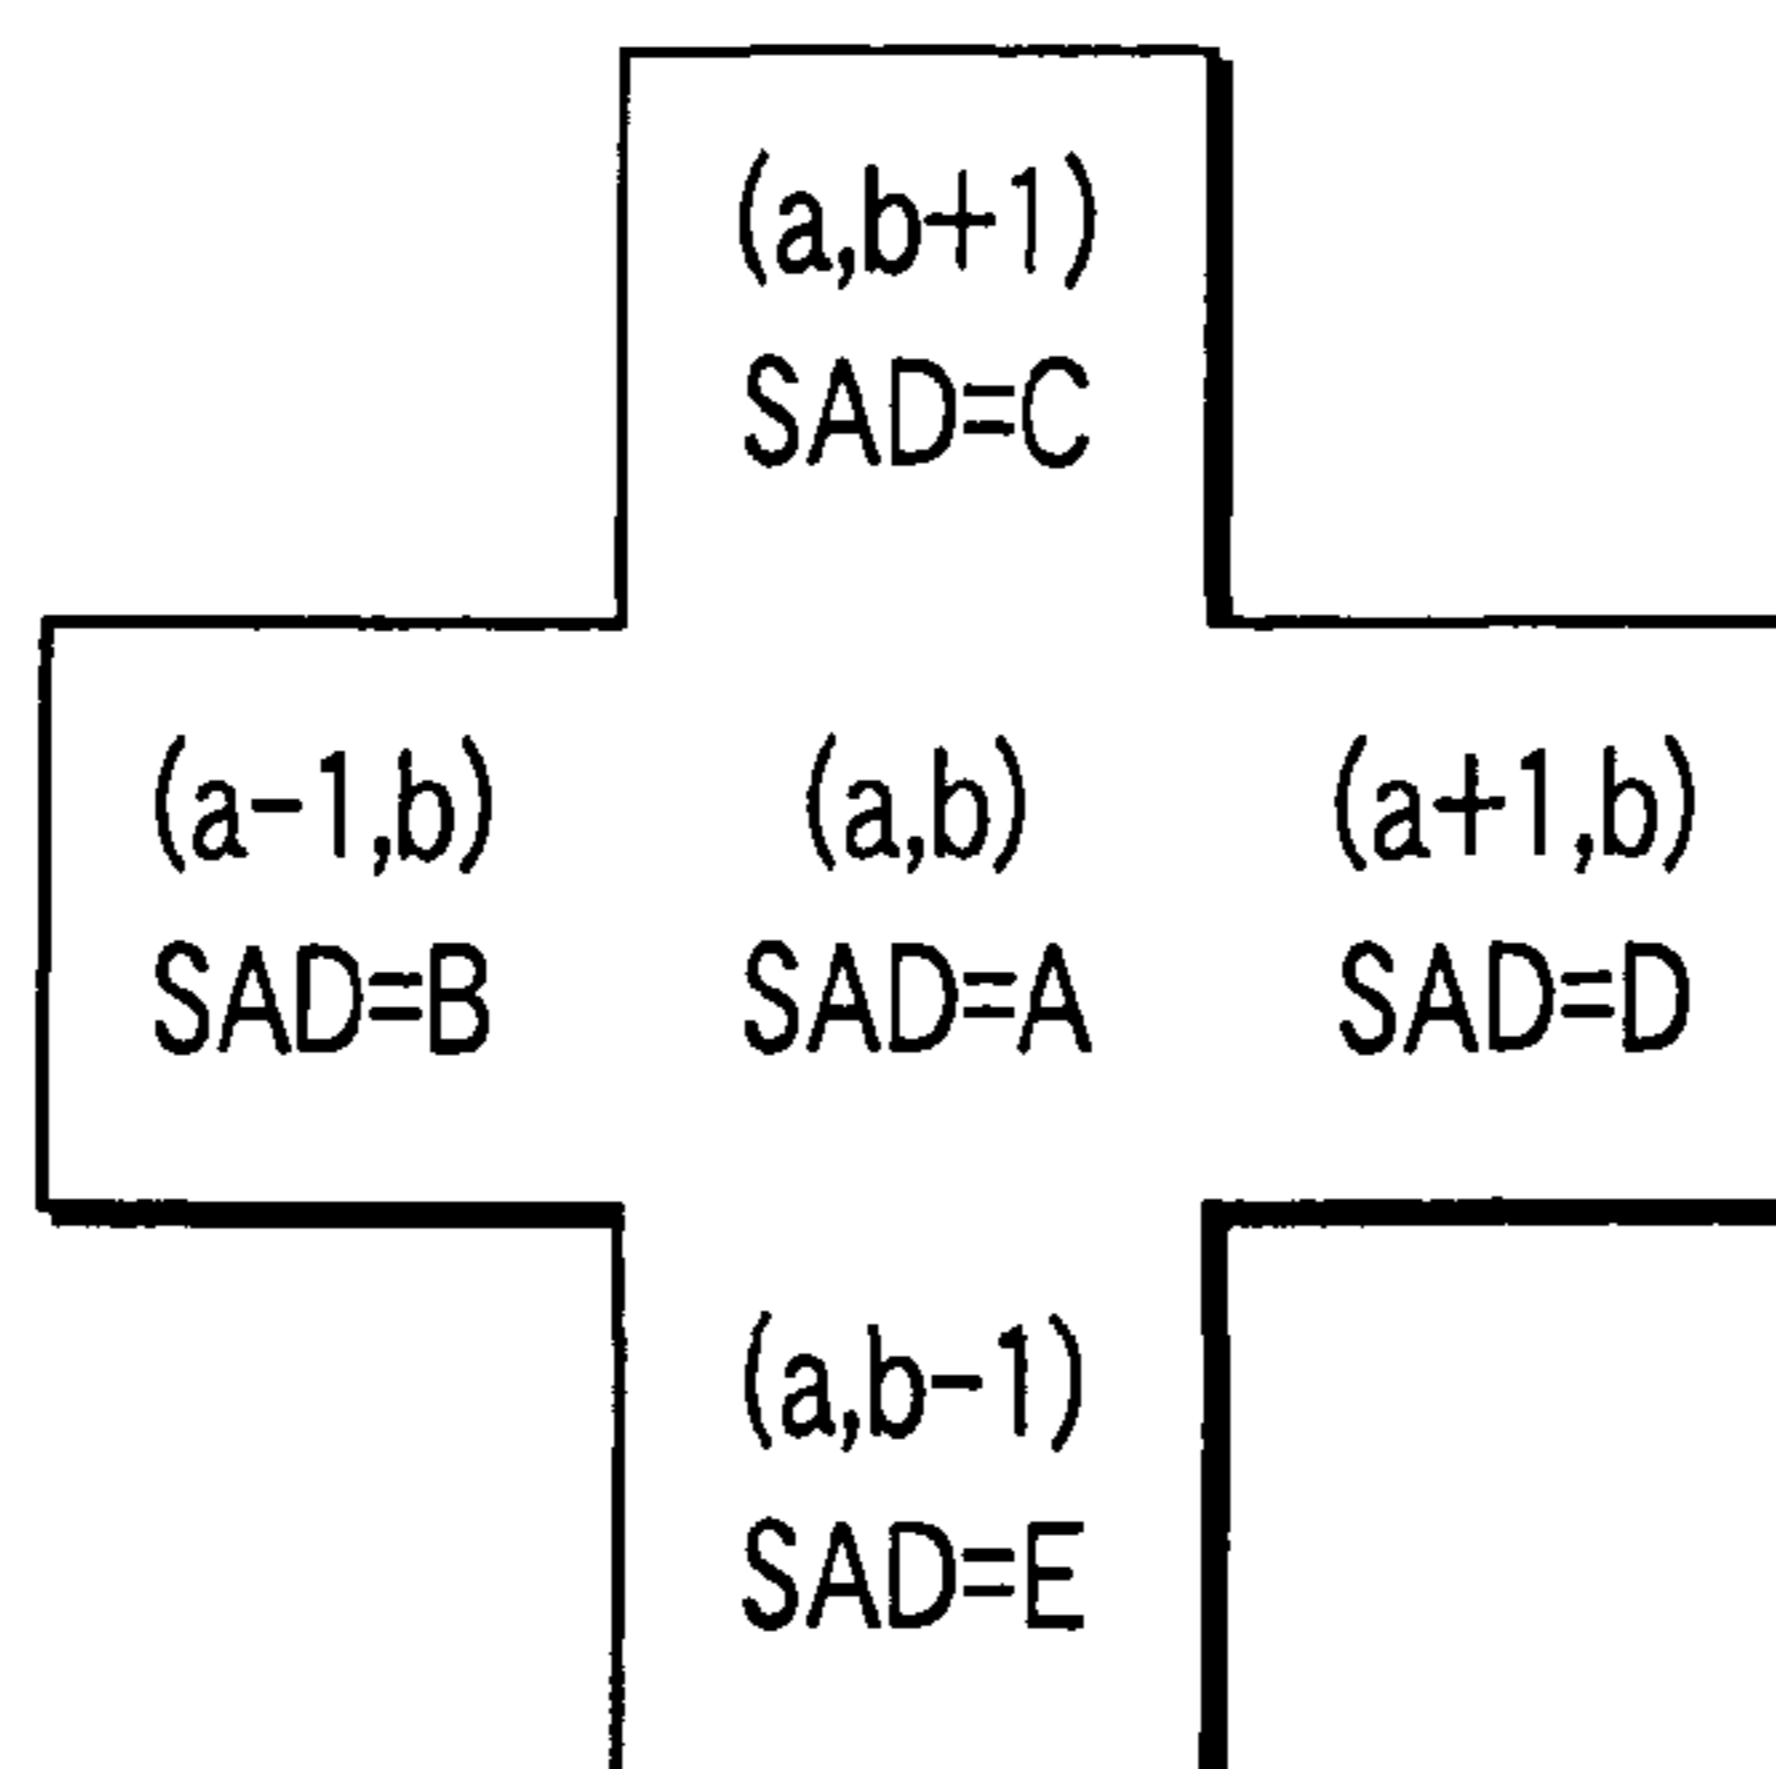 (a,b+1)
SAD=C
(a-1,b) (a,b) (a+1,b)
SAD=B SAD=A SAD=D
(a,b-1)
SAD=E